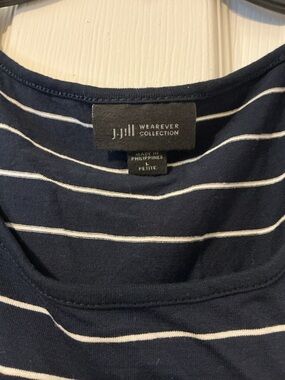 J.Jill WEAREVER
COLLECTION
MADE IN
PHILIPPINES
L
PETITE